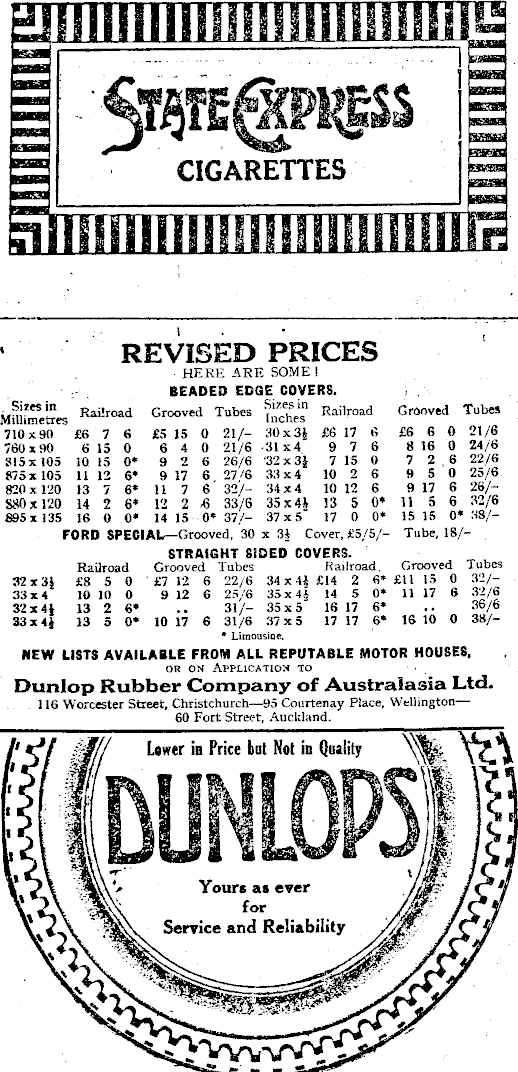 STATE EXPRESS
CIGARETTES
REVISED PRICES
HERE ARE SOME!
BEADED EDGE COVERS.
Sizes in Millimetres Railroad Grooved Tubes Sizes in Inches Railroad Grooved Tubes
710 x 90 £6 7 6 £5 15 0 21/- 30 x 3½ £6 17 6 £6 6 0 21/6
760 x 90 6 15 0 6 4 0 21/6 31 x 4 9 7 6 8 16 0 24/6
815 x 105 10 15 0* 9 2 6 26/6 32 x 3½ 7 15 0 7 2 6 22/6
875 x 105 11 12 6* 9 17 6 27/6 33 x 4 10 2 6 9 5 0 25/6
820 x 120 13 7 6* 11 7 6 32/- 34 x 4 10 12 6 9 17 6 26/-
880 x 120 14 2 6* 12 2 6 33/6 35 x 4½ 13 5 0* 11 5 6 32/6
895 x 135 16 0 0* 14 15 0* 37/- 37 x 5 17 0 0* 15 15 0* 38/-
FORD SPECIAL—Grooved, 30 x 3½ Cover, £5/5/- Tube, 18/-
STRAIGHT SIDED COVERS.
Railroad Grooved Tubes Railroad. Grooved Tubes
32 x 3½ £8 5 0 £7 12 6 22/6 34 x 4½ £14 2 6* £11 15 0 32/-
33 x 4 10 10 0 9 12 6 25/6 35 x 4½ 14 5 0* 11 17 6 32/6
32 x 4½ 13 2 6* .. 31/- 35 x 5 16 17 6* .. 36/6
33 x 4½ 13 5 0* 10 17 6 31/6 37 x 5 17 17 6* 16 10 0 38/-
* Limousine.
NEW LISTS AVAILABLE FROM ALL REPUTABLE MOTOR HOUSES,
OR ON APPLICATION TO
Dunlop Rubber Company of Australasia Ltd.
116 Worcester Street, Christchurch—95 Courtenay Place, Wellington—
60 Fort Street, Auckland.
Lower in Price but Not in Quality
DUNLOPS
Yours as ever
for
Service and Reliability